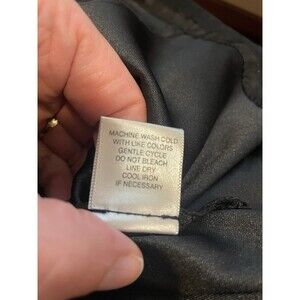 MACHINE WASH COLD
WITH LIKE COLORS
GENTLE CYCLE
DO NOT BLEACH
LINE DRY
COOL IRON
IF NECESSARY